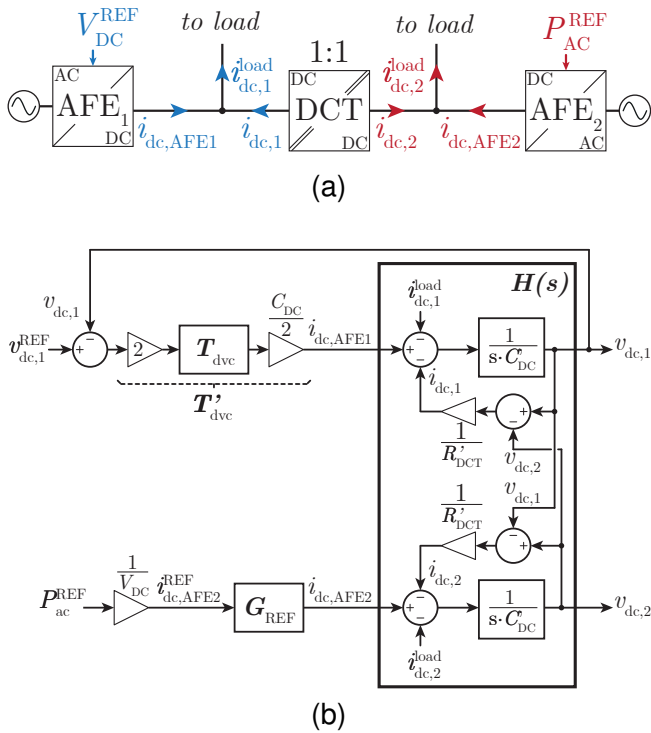 V_DC^REF
to load
to load
P_AC^REF
1:1
i_dc,1^load
i_dc,2^load
AC
AFE_1
DC
DC
DCT
DC
DC
AFE_2
AC
i_dc,AFE1
i_dc,1
i_dc,2
i_dc,AFE2
(a)
H(s)
v_dc,1
i_dc,1^load
C_DC/2
v_dc,1^REF
+
−
2
T_dvc
i_dc,AFE1
+
−
−
1/(s·C'_DC)
v_dc,1
T'_dvc
i_dc,1
1/R'_DCT
−
+
v_dc,2
v_dc,1
1/R'_DCT
−
+
i_dc,2
1/V_DC
P_ac^REF
i_dc,AFE2^REF
G_REF
i_dc,AFE2
+
−
−
1/(s·C'_DC)
v_dc,2
i_dc,2^load
(b)